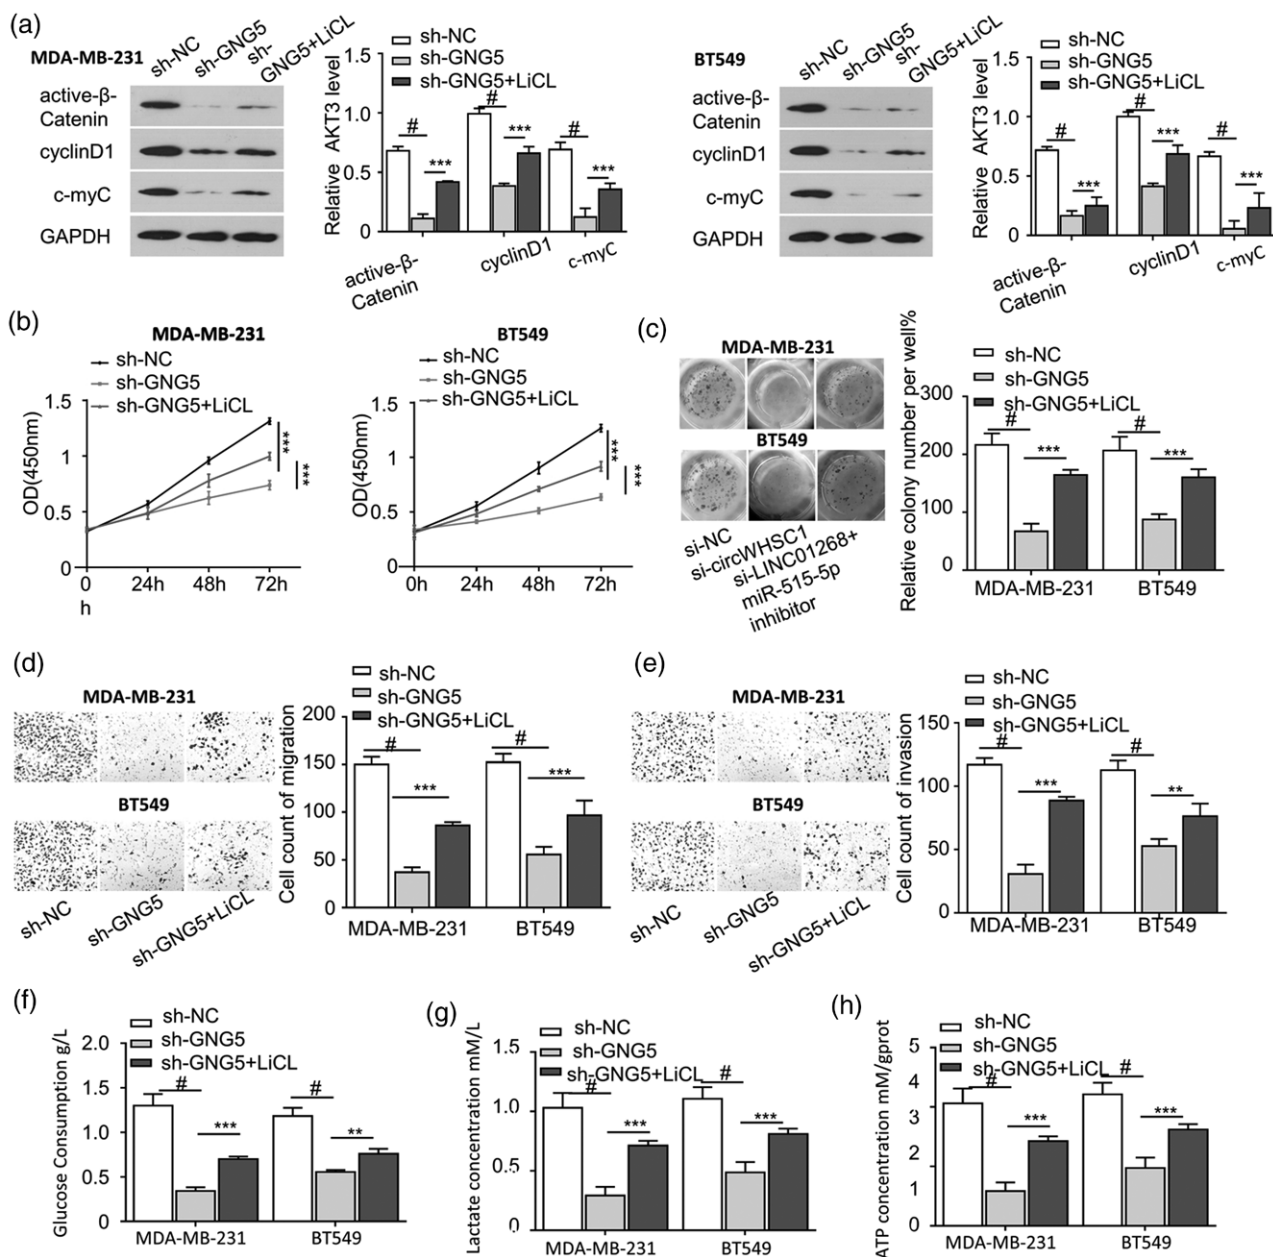 (a)
MDA-MB-231
sh-NC
sh-GNG5
sh-
GNG5+LiCL
active-β-
Catenin
cyclinD1
c-myC
GAPDH
Relative AKT3 level
1.5
1.0
0.5
0
sh-NC
sh-GNG5
sh-GNG5+LiCL
#
***
#
***
#
***
active-β-
Catenin
cyclinD1
c-myC
BT549
sh-NC
sh-GNG5
sh-
GNG5+LiCL
active-β-
Catenin
cyclinD1
c-myC
GAPDH
Relative AKT3 level
1.5
1.0
0.5
0
sh-NC
sh-GNG5
sh-GNG5+LiCL
#
***
#
***
#
***
active-β-
Catenin
cyclinD1
c-myC
(b)
MDA-MB-231
sh-NC
sh-GNG5
sh-GNG5+LiCL
OD(450nm)
1.5
1
0.5
0
0
h
24h
48h
72h
***
***
BT549
sh-NC
sh-GNG5
sh-GNG5+LiCL
OD(450nm)
1.5
1
0.5
0
0h
24h
48h
72h
***
***
(c)
MDA-MB-231
BT549
si-NC
si-circWHSC1
si-LINC01268+
miR-515-5p
inhibitor
Relative colony number per well%
300
200
100
0
sh-NC
sh-GNG5
sh-GNG5+LiCL
#
***
#
***
MDA-MB-231
BT549
(d)
MDA-MB-231
BT549
sh-NC
sh-GNG5
sh-GNG5+LiCL
Cell count of migration
200
150
100
50
0
sh-NC
sh-GNG5
sh-GNG5+LiCL
#
***
#
***
MDA-MB-231
BT549
(e)
MDA-MB-231
BT549
sh-NC
sh-GNG5
sh-GNG5+LiCL
Cell count of invasion
150
100
50
0
sh-NC
sh-GNG5
sh-GNG5+LiCL
#
***
#
**
MDA-MB-231
BT549
(f)
Glucose Consumption g/L
2.0
1.5
1.0
0.5
0
sh-NC
sh-GNG5
sh-GNG5+LiCL
#
***
#
**
MDA-MB-231
BT549
(g)
Lactate concentration mM/L
1.5
1.0
0.5
0
sh-NC
sh-GNG5
sh-GNG5+LiCL
#
***
#
***
MDA-MB-231
BT549
(h)
ATP concentration mM/gprot
5
4
3
2
1
0
sh-NC
sh-GNG5
sh-GNG5+LiCL
#
***
#
***
MDA-MB-231
BT549